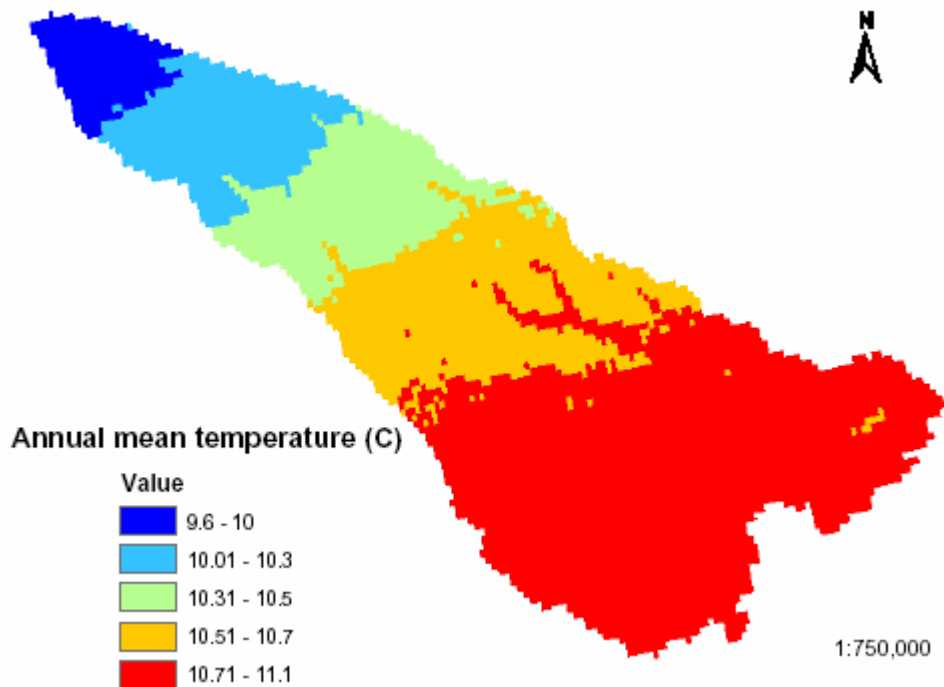 N
Annual mean temperature (C)
Value
9.6 - 10
10.01 - 10.3
10.31 - 10.5
10.51 - 10.7
10.71 - 11.1
1:750,000